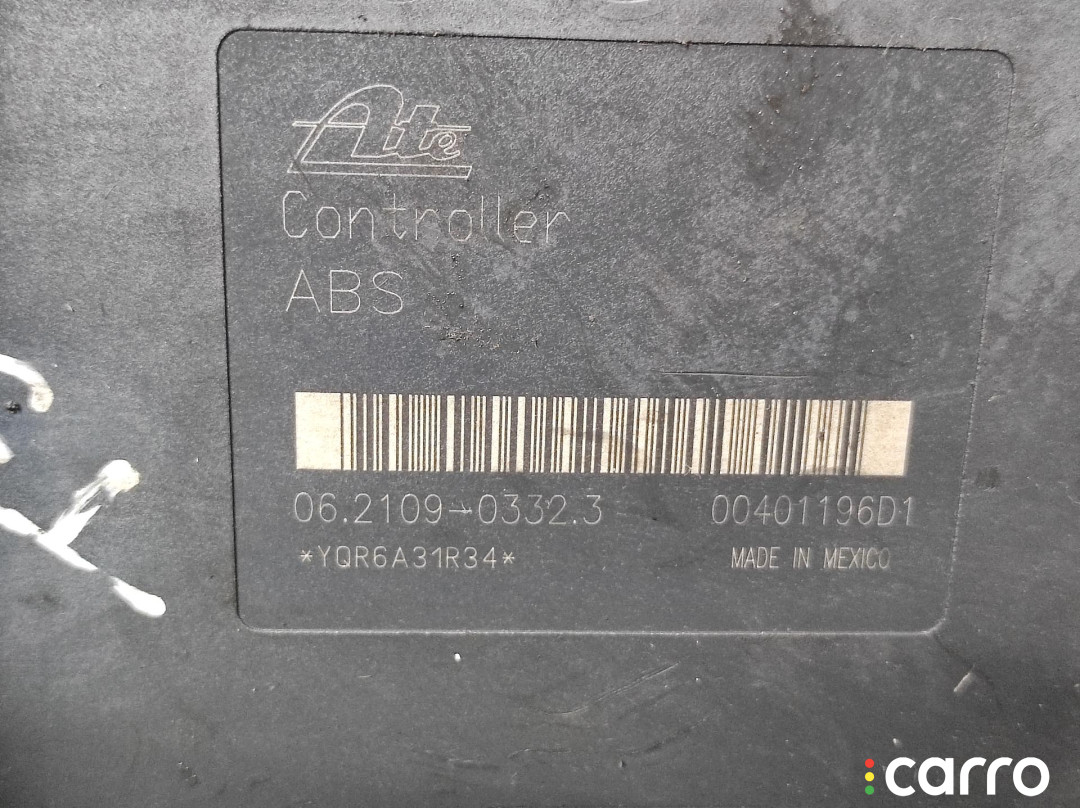 Ate
Controller
ABS
06.2109-0332.3 00401196D1
*YQR6A31R34* MADE IN MEXICO
carro